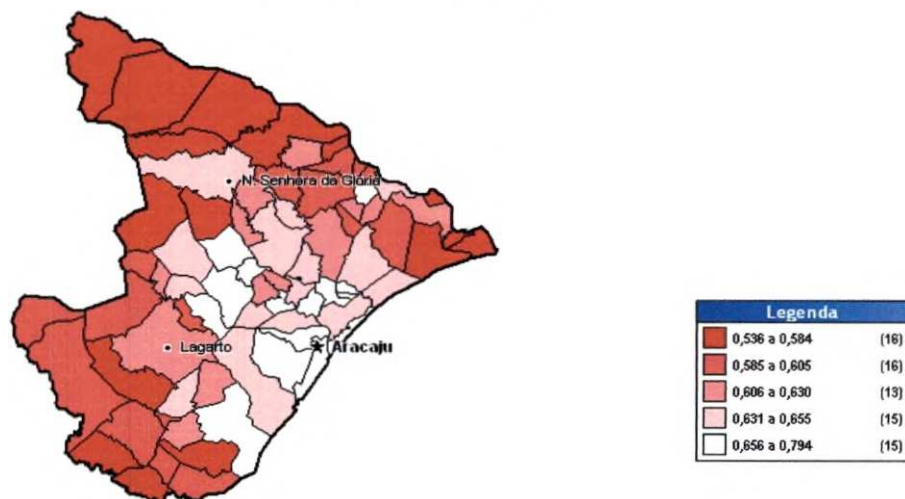 N. Senhora da Glória
Lagarto
Aracaju
Legenda
0,536 a 0,584 (16)
0,585 a 0,605 (16)
0,606 a 0,630 (13)
0,631 a 0,655 (15)
0,656 a 0,794 (15)